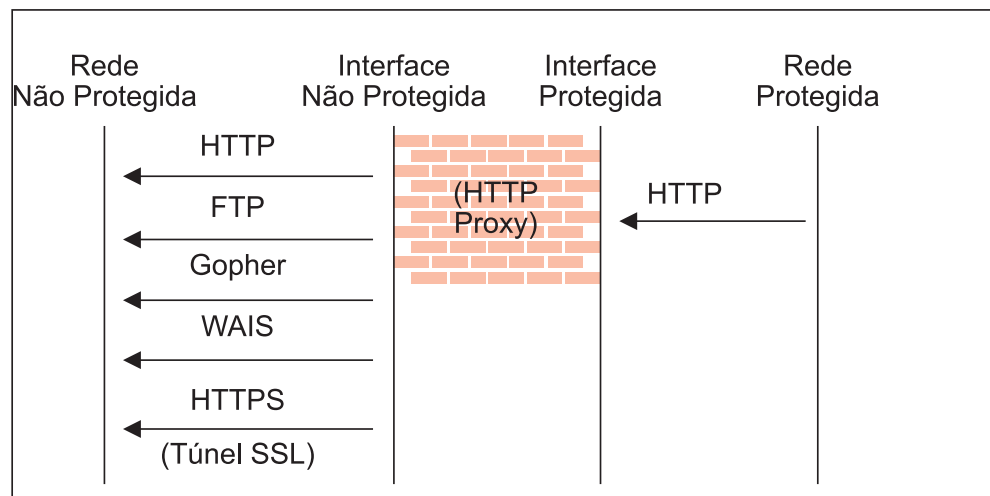 Rede
Não Protegida
Interface
Não Protegida
Interface
Protegida
Rede
Protegida
HTTP
FTP
Gopher
WAIS
HTTPS
(Túnel SSL)
(HTTP
Proxy)
HTTP